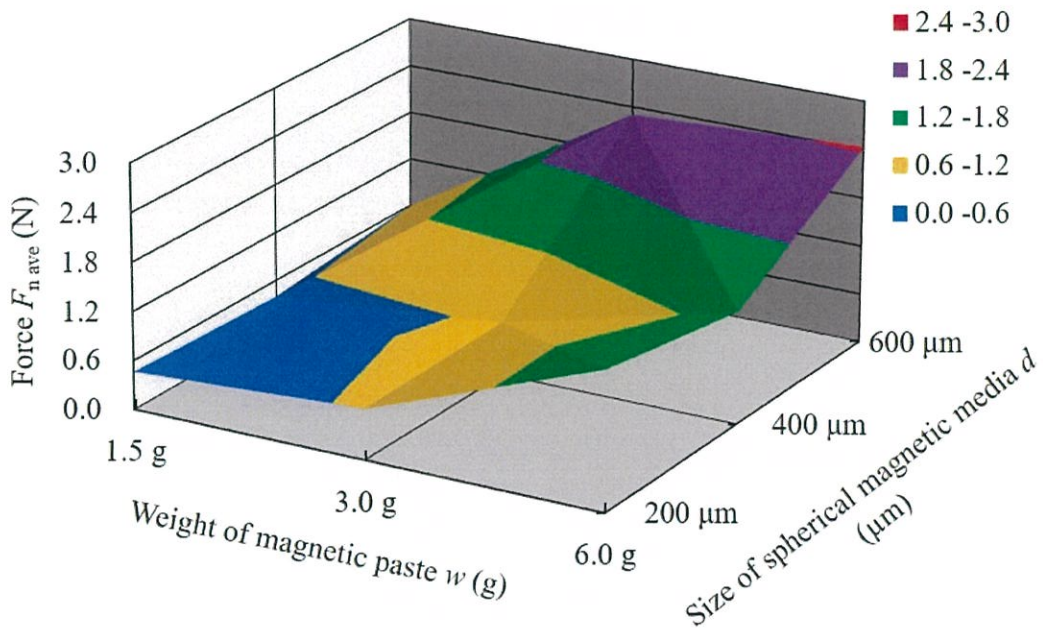 2.4 -3.0
1.8 -2.4
1.2 -1.8
0.6 -1.2
0.0 -0.6
Force Fn ave (N)
3.0
2.4
1.8
1.2
0.6
0.0
1.5 g
3.0 g
6.0 g
Weight of magnetic paste w (g)
200 μm
400 μm
600 μm
Size of spherical magnetic media d
(μm)